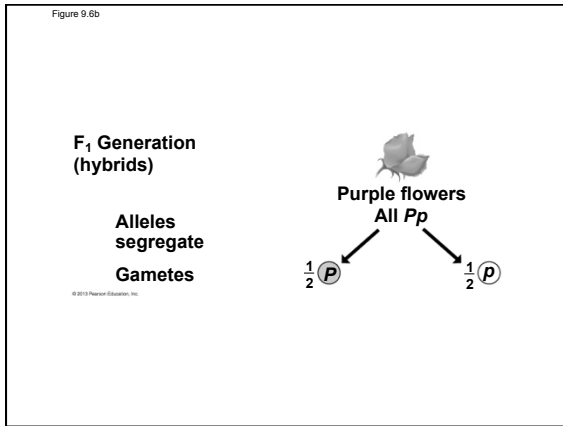 Figure 9.6b
F₁ Generation
(hybrids)
Purple flowers
All Pp
Alleles
segregate
Gametes
1/2 P
1/2 p
© 2013 Pearson Education, Inc.